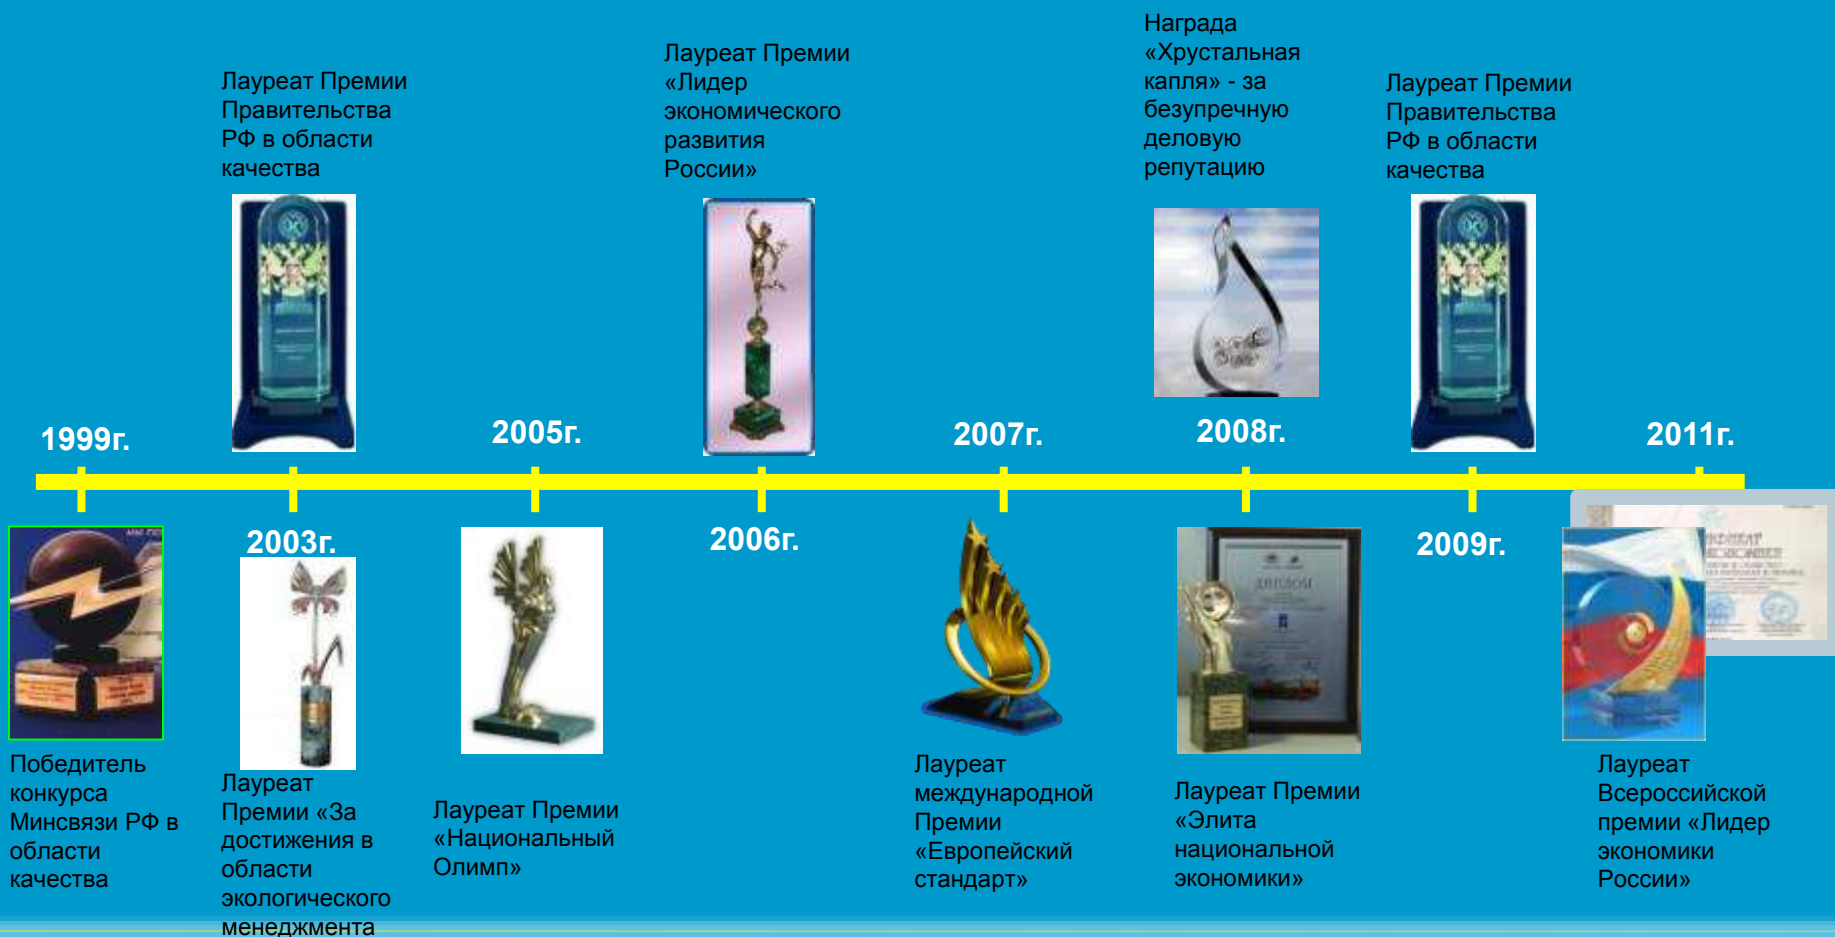 Лауреат Премии
Правительства
РФ в области
качества
Лауреат Премии
«Лидер
экономического
развития
России»
Награда
«Хрустальная
капля» - за
безупречную
деловую
репутацию
Лауреат Премии
Правительства
РФ в области
качества
1999г.
2005г.
2007г.
2008г.
2011г.
2003г.
2006г.
2009г.
ДИПЛОМ
Победитель
конкурса
Минсвязи РФ в
области
качества
Лауреат
Премии «За
достижения в
области
экологического
менеджмента
Лауреат Премии
«Национальный
Олимп»
Лауреат
международной
Премии
«Европейский
стандарт»
Лауреат Премии
«Элита
национальной
экономики»
Лауреат
Всероссийской
премии «Лидер
экономики
России»